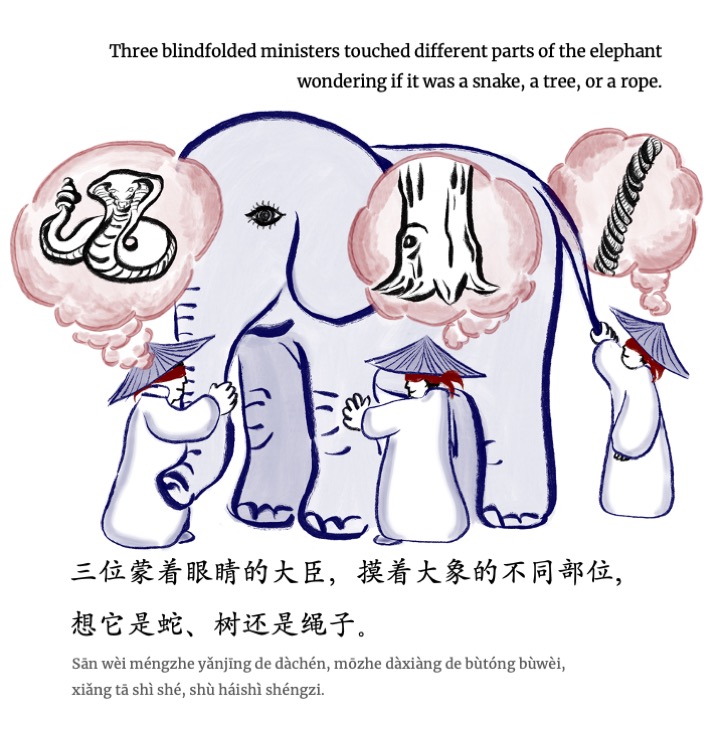 Three blindfolded ministers touched different parts of the elephant
wondering if it was a snake, a tree, or a rope.
三位蒙着眼睛的大臣，摸着大象的不同部位，
想它是蛇、树还是绳子。
Sān wèi méngzhe yǎnjīng de dàchén, mōzhe dàxiàng de bùtóng bùwèi,
xiǎng tā shì shé, shù háishì shéngzi.